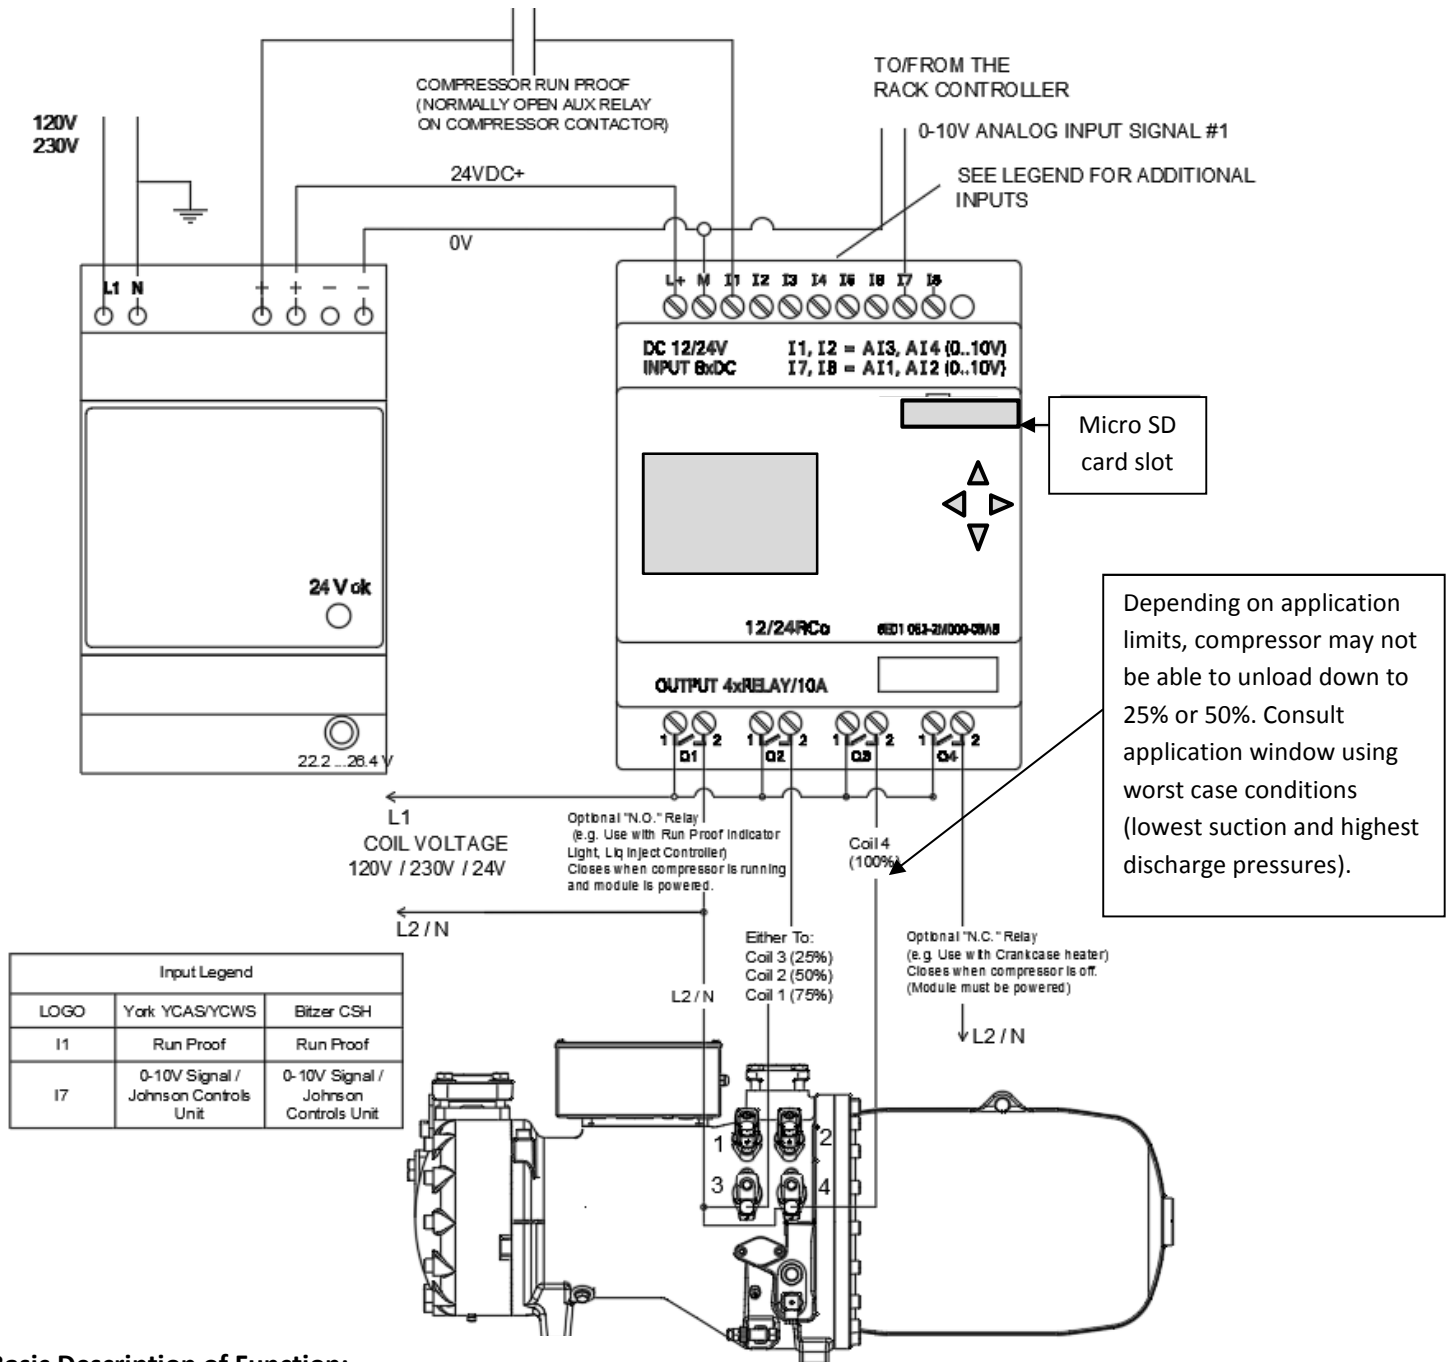 COMPRESSOR RUN PROOF
(NORMALLY OPEN AUX RELAY
ON COMPRESSOR CONTACTOR)
TO/FROM THE
RACK CONTROLLER
120V
230V
0-10V ANALOG INPUT SIGNAL #1
24VDC+
SEE LEGEND FOR ADDITIONAL
INPUTS
0V
L1 N
+ + − −
L+ M I1 I2 I3 I4 I5 I6 I7 I8
DC 12/24V
INPUT 8xDC
I1, I2 = AI3, AI4 (0..10V)
I7, I8 = AI1, AI2 (0..10V)
Micro SD
card slot
24 V ok
12/24RCo
OUTPUT 4xRELAY/10A
22.2 ...26.4 V
1 2
Q1
1 2
Q2
1 2
Q3
1 2
Q4
Depending on application
limits, compressor may not
be able to unload down to
25% or 50%. Consult
application window using
worst case conditions
(lowest suction and highest
discharge pressures).
L1
COIL VOLTAGE
120V / 230V / 24V
Optional "N.O." Relay
(e.g. Use with Run Proof Indicator
Light, Liq Inject Controller)
Closes when compressor is running
and module is powered.
Coil 4
(100%)
L2 / N
Either To:
Coil 3 (25%)
Coil 2 (50%)
Coil 1 (75%)
Optional "N.C." Relay
(e.g. Use with Crankcase heater)
Closes when compressor is off.
(Module must be powered)
L2 / N
L2 / N
Input Legend
LOGO York YCAS/YCWS Bitzer CSH
I1 Run Proof Run Proof
I7 0-10V Signal / Johnson Controls Unit 0-10V Signal / Johnson Controls Unit
1 2
3 4
Basic Description of Function: